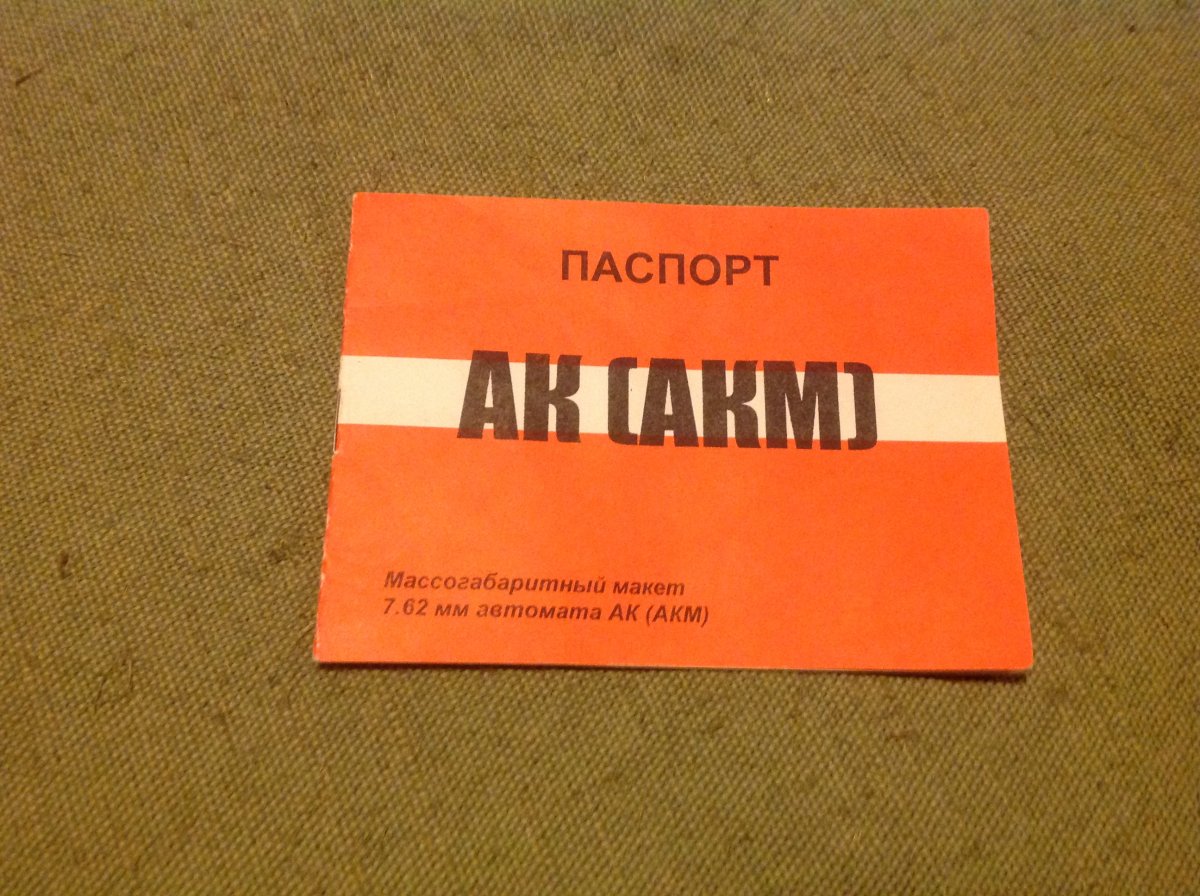 ПАСПОРТ
АК (АКМ)
Массогабаритный макет
7.62 мм автомата АК (АКМ)